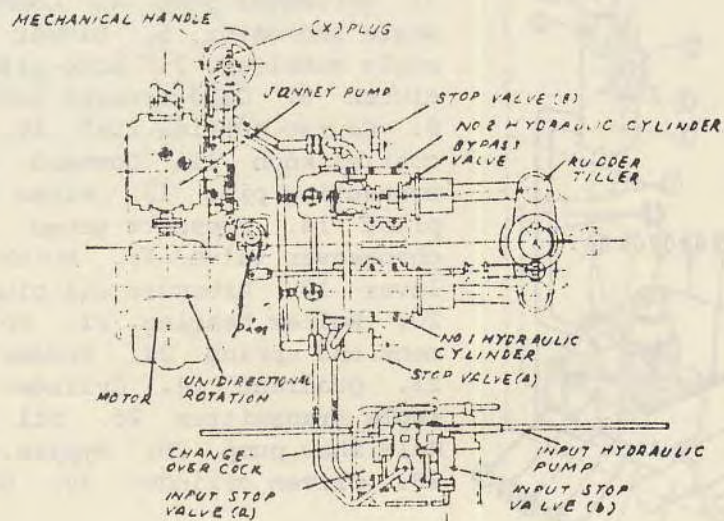 MECHANICAL HANDLE
(X) PLUG
JENNEY PUMP
STOP VALVE (B)
NO 2 HYDRAULIC CYLINDER
BYPASS
VALVE
RUDDER
TILLER
NO 1 HYDRAULIC
CYLINDER
STOP VALVE (A)
UNIDIRECTIONAL
ROTATION
MOTOR
CHANGE-
OVER COCK
INPUT STOP
VALVE (a)
INPUT HYDRAULIC
PUMP
INPUT STOP
VALVE (b)